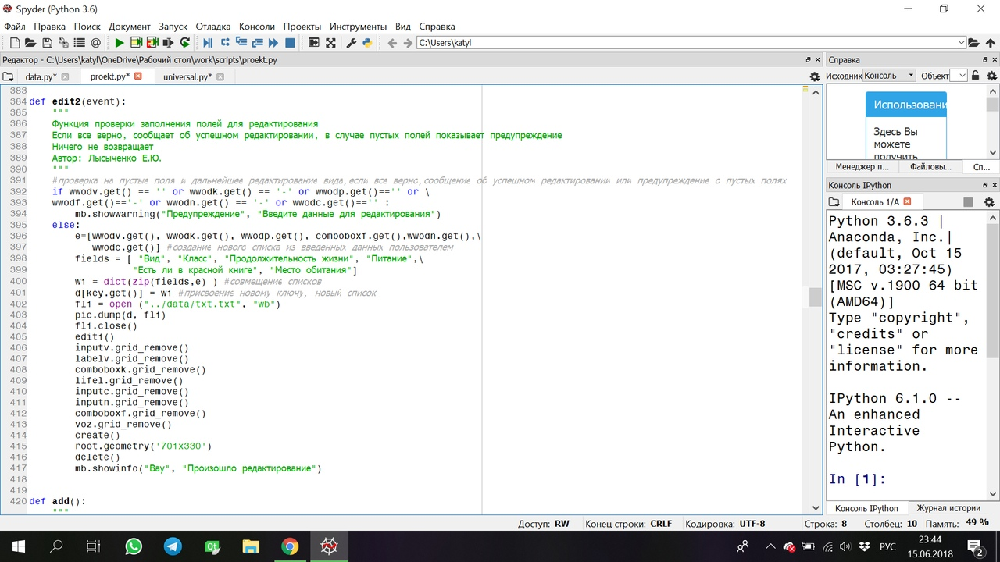 Spyder (Python 3.6)
Файл Правка Поиск Документ Запуск Отладка Консоли Проекты Инструменты Вид Справка
C:\Users\katyl
Редактор - C:\Users\katyl\OneDrive\Рабочий стол\work\scripts\proekt.py
data.py* proekt.py* universal.py*
383
384 def edit2(event):
385 """
386 Функция проверки заполнения полей для редактирования
387 Если все верно, сообщает об успешном редактировании, в случае пустых полей показывает предупреждение
388 Ничего не возвращает
389 Автор: Лысыченко Е.Ю.
390 """
391 #проверка на пустые поля и дальнейшее редактирование вида,если все верно,сообщение об успешном редактировании или предупреждение о пустых полях
392 if wwodv.get() == '' or wwodk.get() == '-' or wwodp.get()=='' or \
393 wwodf.get()=='-' or wwodn.get() == '-' or wwodc.get()=='' :
394 mb.showwarning("Предупреждение", "Введите данные для редактирования")
395 else:
396 e=[wwodv.get(), wwodk.get(), wwodp.get(), comboboxf.get(),wwodn.get(),\
397 wwodc.get()] #создание нового списка из введенных данных пользователем
398 fields = [ "Вид", "Класс", "Продолжительность жизни", "Питание",\
399 "Есть ли в красной книге", "Место обитания"]
400 w1 = dict(zip(fields,e) ) #совмещение списков
401 d[key.get()] = w1 #присвоение новому ключу, новый список
402 fl1 = open ("../data/txt.txt", "wb")
403 pic.dump(d, fl1)
404 fl1.close()
405 edit1()
406 inputv.grid_remove()
407 labelv.grid_remove()
408 comboboxk.grid_remove()
409 lifel.grid_remove()
410 inputc.grid_remove()
411 inputn.grid_remove()
412 comboboxf.grid_remove()
413 voz.grid_remove()
414 create()
415 root.geometry('701x330')
416 delete()
417 mb.showinfo("Вау", "Произошло редактирование")
418
419
420 def add():
"""
Справка
Исходник Консоль Объект
Использовани
Здесь Вы
можете
получить
Менеджер п... Файловы... Сп...
Консоль IPython
Консоль 1/A
Python 3.6.3 |
Anaconda, Inc.|
(default, Oct 15
2017, 03:27:45)
[MSC v.1900 64 bit
(AMD64)]
Type "copyright",
"credits" or
"license" for more
information.
IPython 6.1.0 --
An enhanced
Interactive
Python.
In [1]:
Консоль IPython Журнал истории
Доступ: RW Конец строки: CRLF Кодировка: UTF-8 Строка: 8 Столбец: 10 Память: 49 %
Qt РУС 23:44
15.06.2018
2